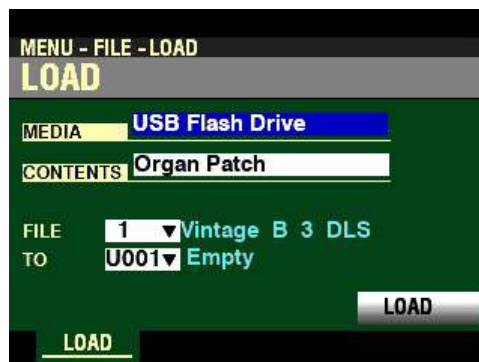 MENU - FILE - LOAD
LOAD
MEDIA USB Flash Drive
CONTENTS Organ Patch
FILE 1 ▼ Vintage B 3 DLS
TO U001▼ Empty
LOAD
LOAD